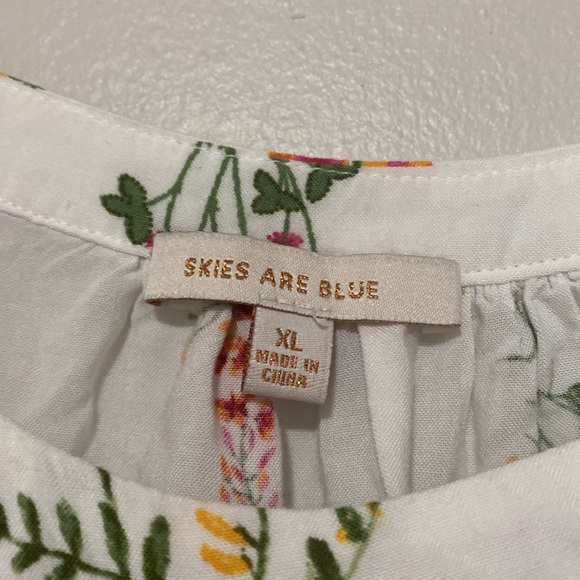 SKIES ARE BLUE
XL
MADE IN
CHINA